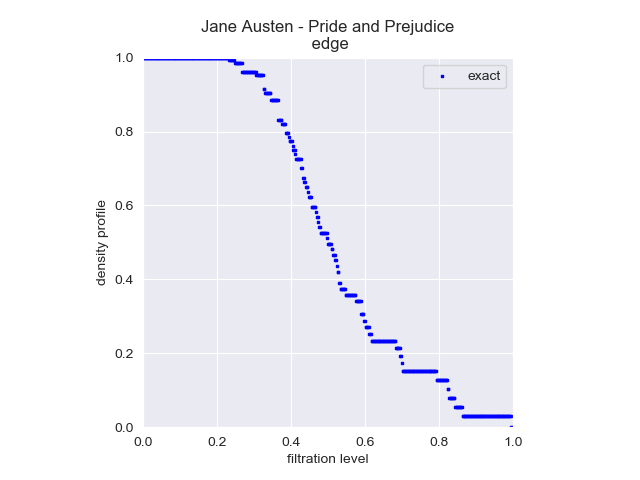 Jane Austen - Pride and Prejudice
edge
exact
density profile
1.0
0.8
0.6
0.4
0.2
0.0
0.0 0.2 0.4 0.6 0.8 1.0
filtration level